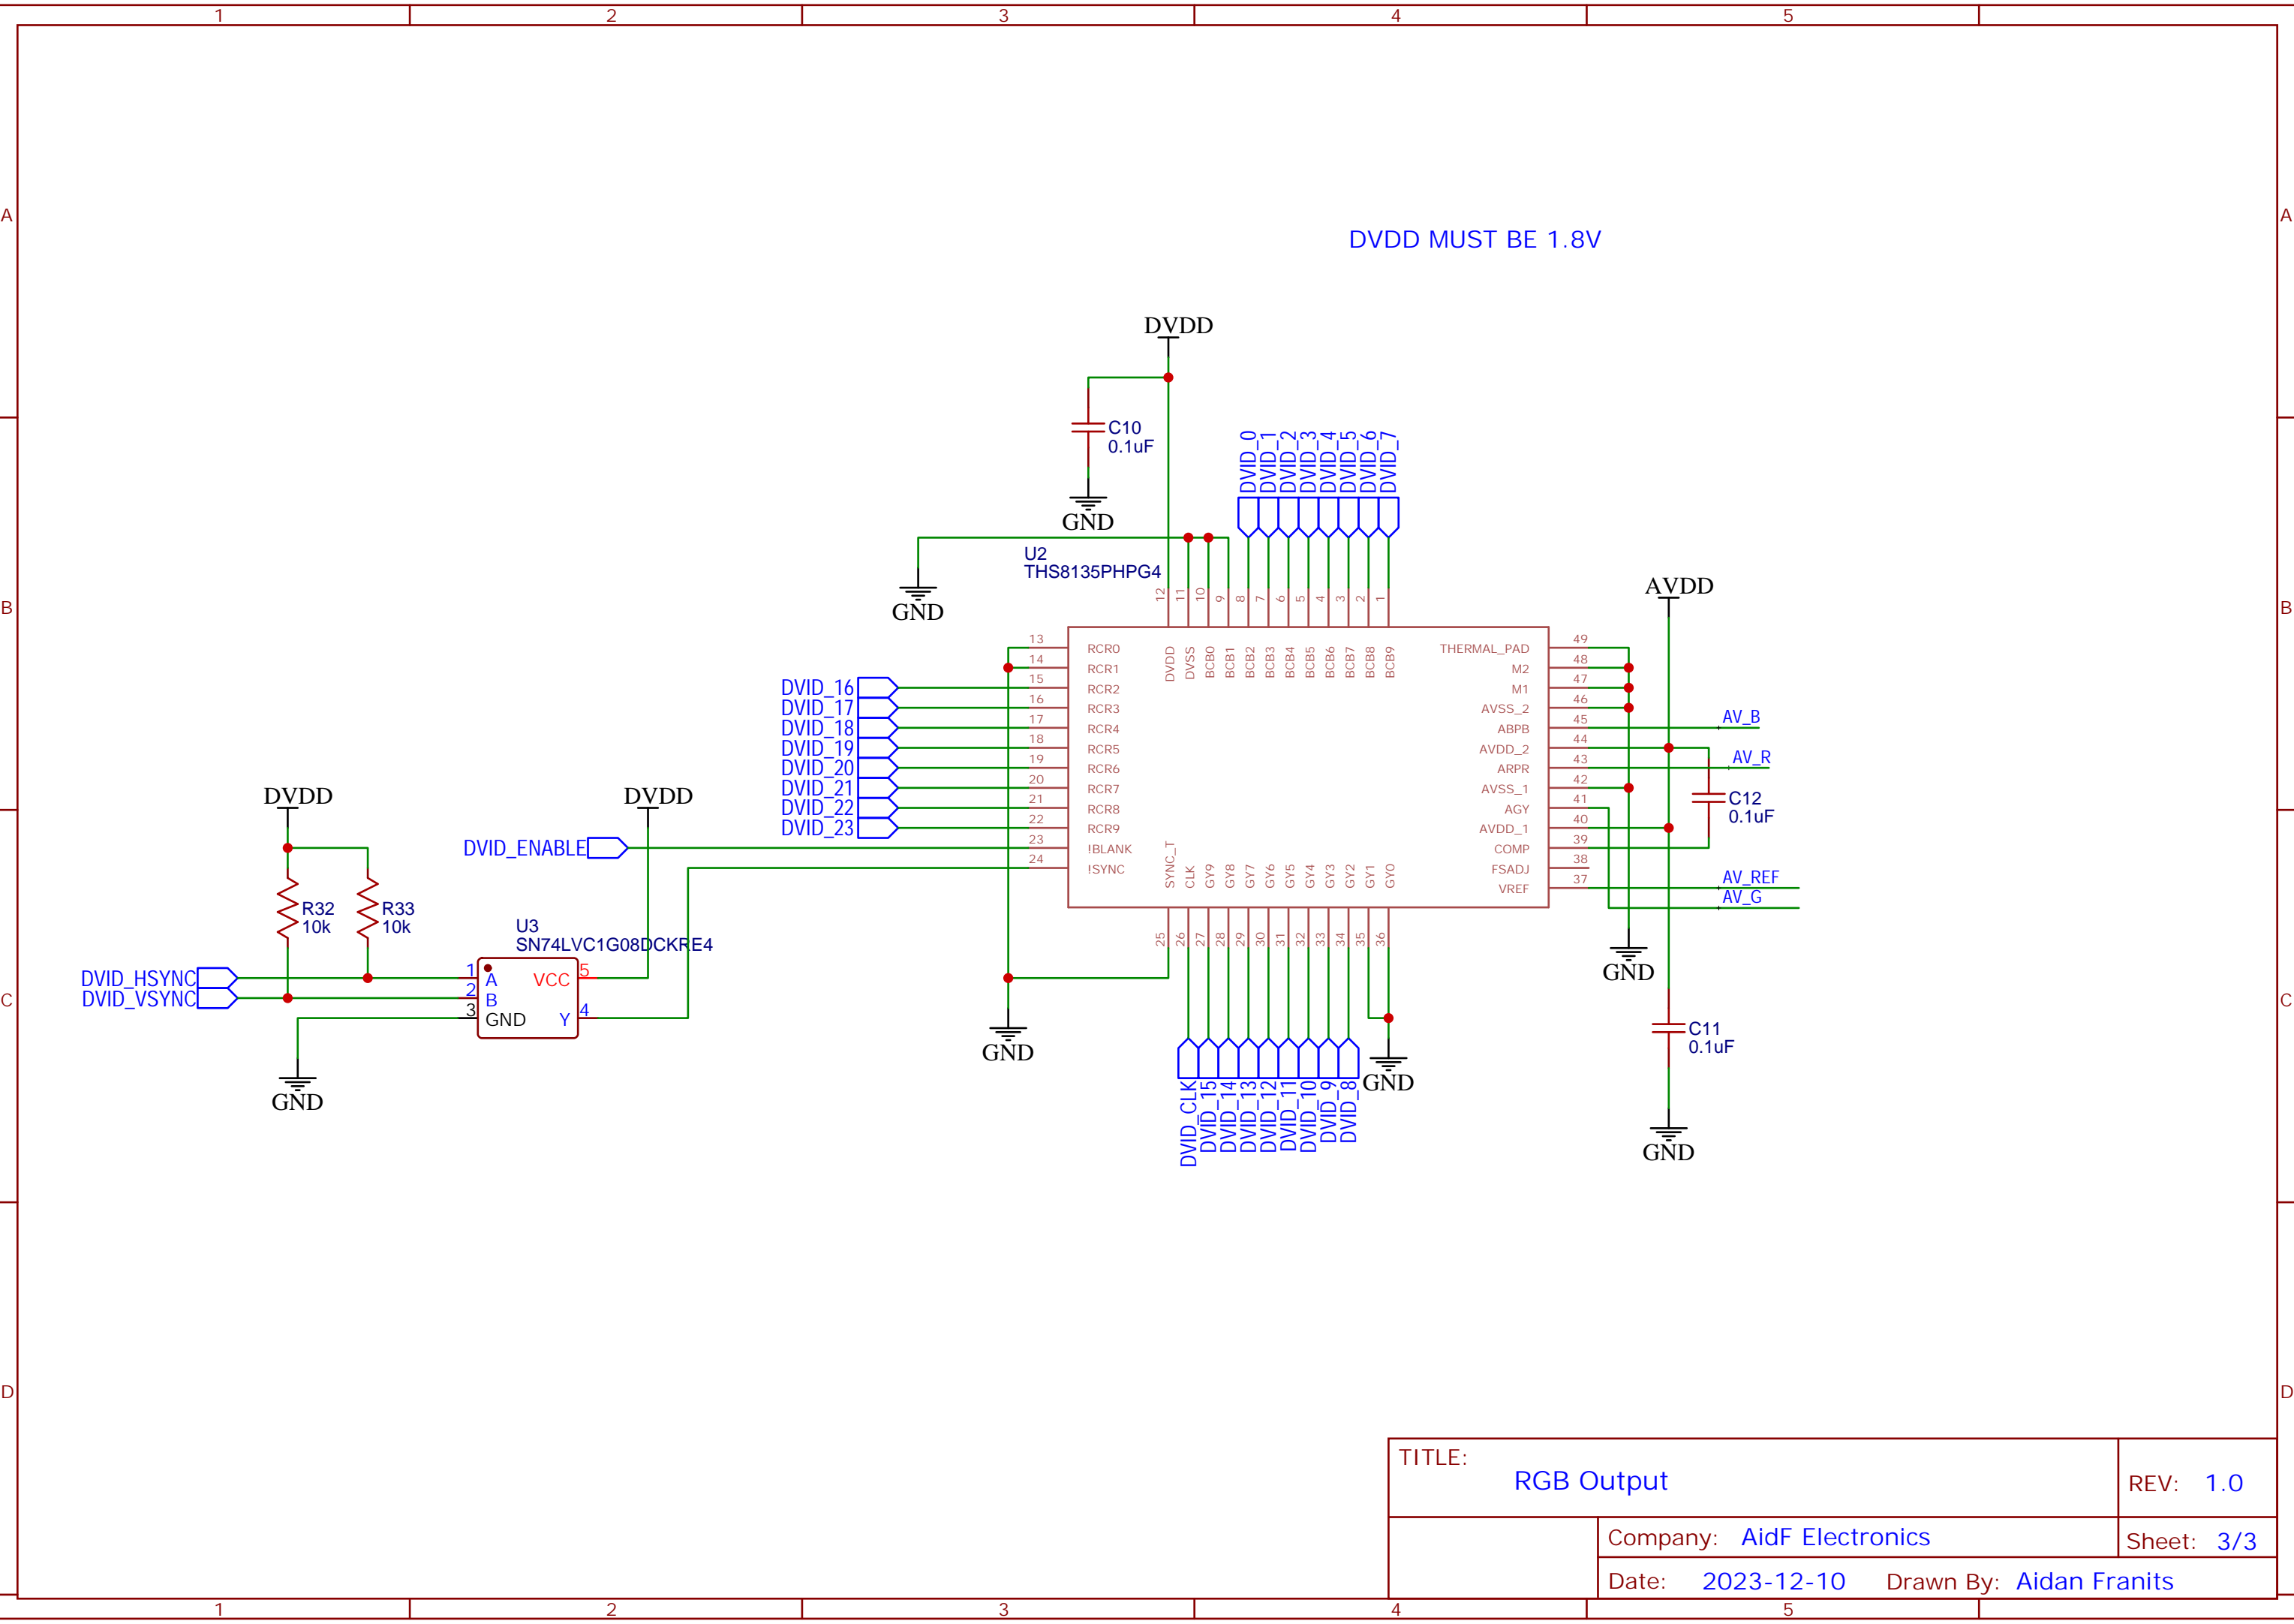 1 2 3 4 5
A A
DVDD MUST BE 1.8V
DVDD
C10
0.1uF
GND
DVID_0
DVID_1
DVID_2
DVID_3
DVID_4
DVID_5
DVID_6
DVID_7
U2
THS8135PHPG4
GND
AVDD
B B
12 11 10 9 8 7 6 5 4 3 2 1
DVDD DVSS BCB0 BCB1 BCB2 BCB3 BCB4 BCB5 BCB6 BCB7 BCB8 BCB9
13 RCR0
14 RCR1
DVID_16 15 RCR2
DVID_17 16 RCR3
DVID_18 17 RCR4
DVID_19 18 RCR5
DVID_20 19 RCR6
DVID_21 20 RCR7
DVID_22 21 RCR8
DVID_23 22 RCR9
DVID_ENABLE 23 !BLANK
24 !SYNC
THERMAL_PAD 49
M2 48
M1 47
AVSS_2 46
ABPB 45 AV_B
AVDD_2 44
ARPR 43 AV_R
AVSS_1 42
AGY 41
AVDD_1 40
COMP 39
FSADJ 38
VREF 37 AV_REF
AV_G
C12
0.1uF
SYNC_T CLK GY9 GY8 GY7 GY6 GY5 GY4 GY3 GY2 GY1 GY0
25 26 27 28 29 30 31 32 33 34 35 36
DVDD
DVDD
R32
10k
R33
10k
U3
SN74LVC1G08DCKRE4
DVID_HSYNC 1 A VCC 5
DVID_VSYNC 2 B
3 GND Y 4
GND
GND
GND
GND
C C
C11
0.1uF
GND
DVID_CLK
DVID_15
DVID_14
DVID_13
DVID_12
DVID_11
DVID_10
DVID_9
DVID_8
D D
TITLE:
RGB Output
REV: 1.0
Company: AidF Electronics
Sheet: 3/3
Date: 2023-12-10 Drawn By: Aidan Franits
1 2 3 4 5